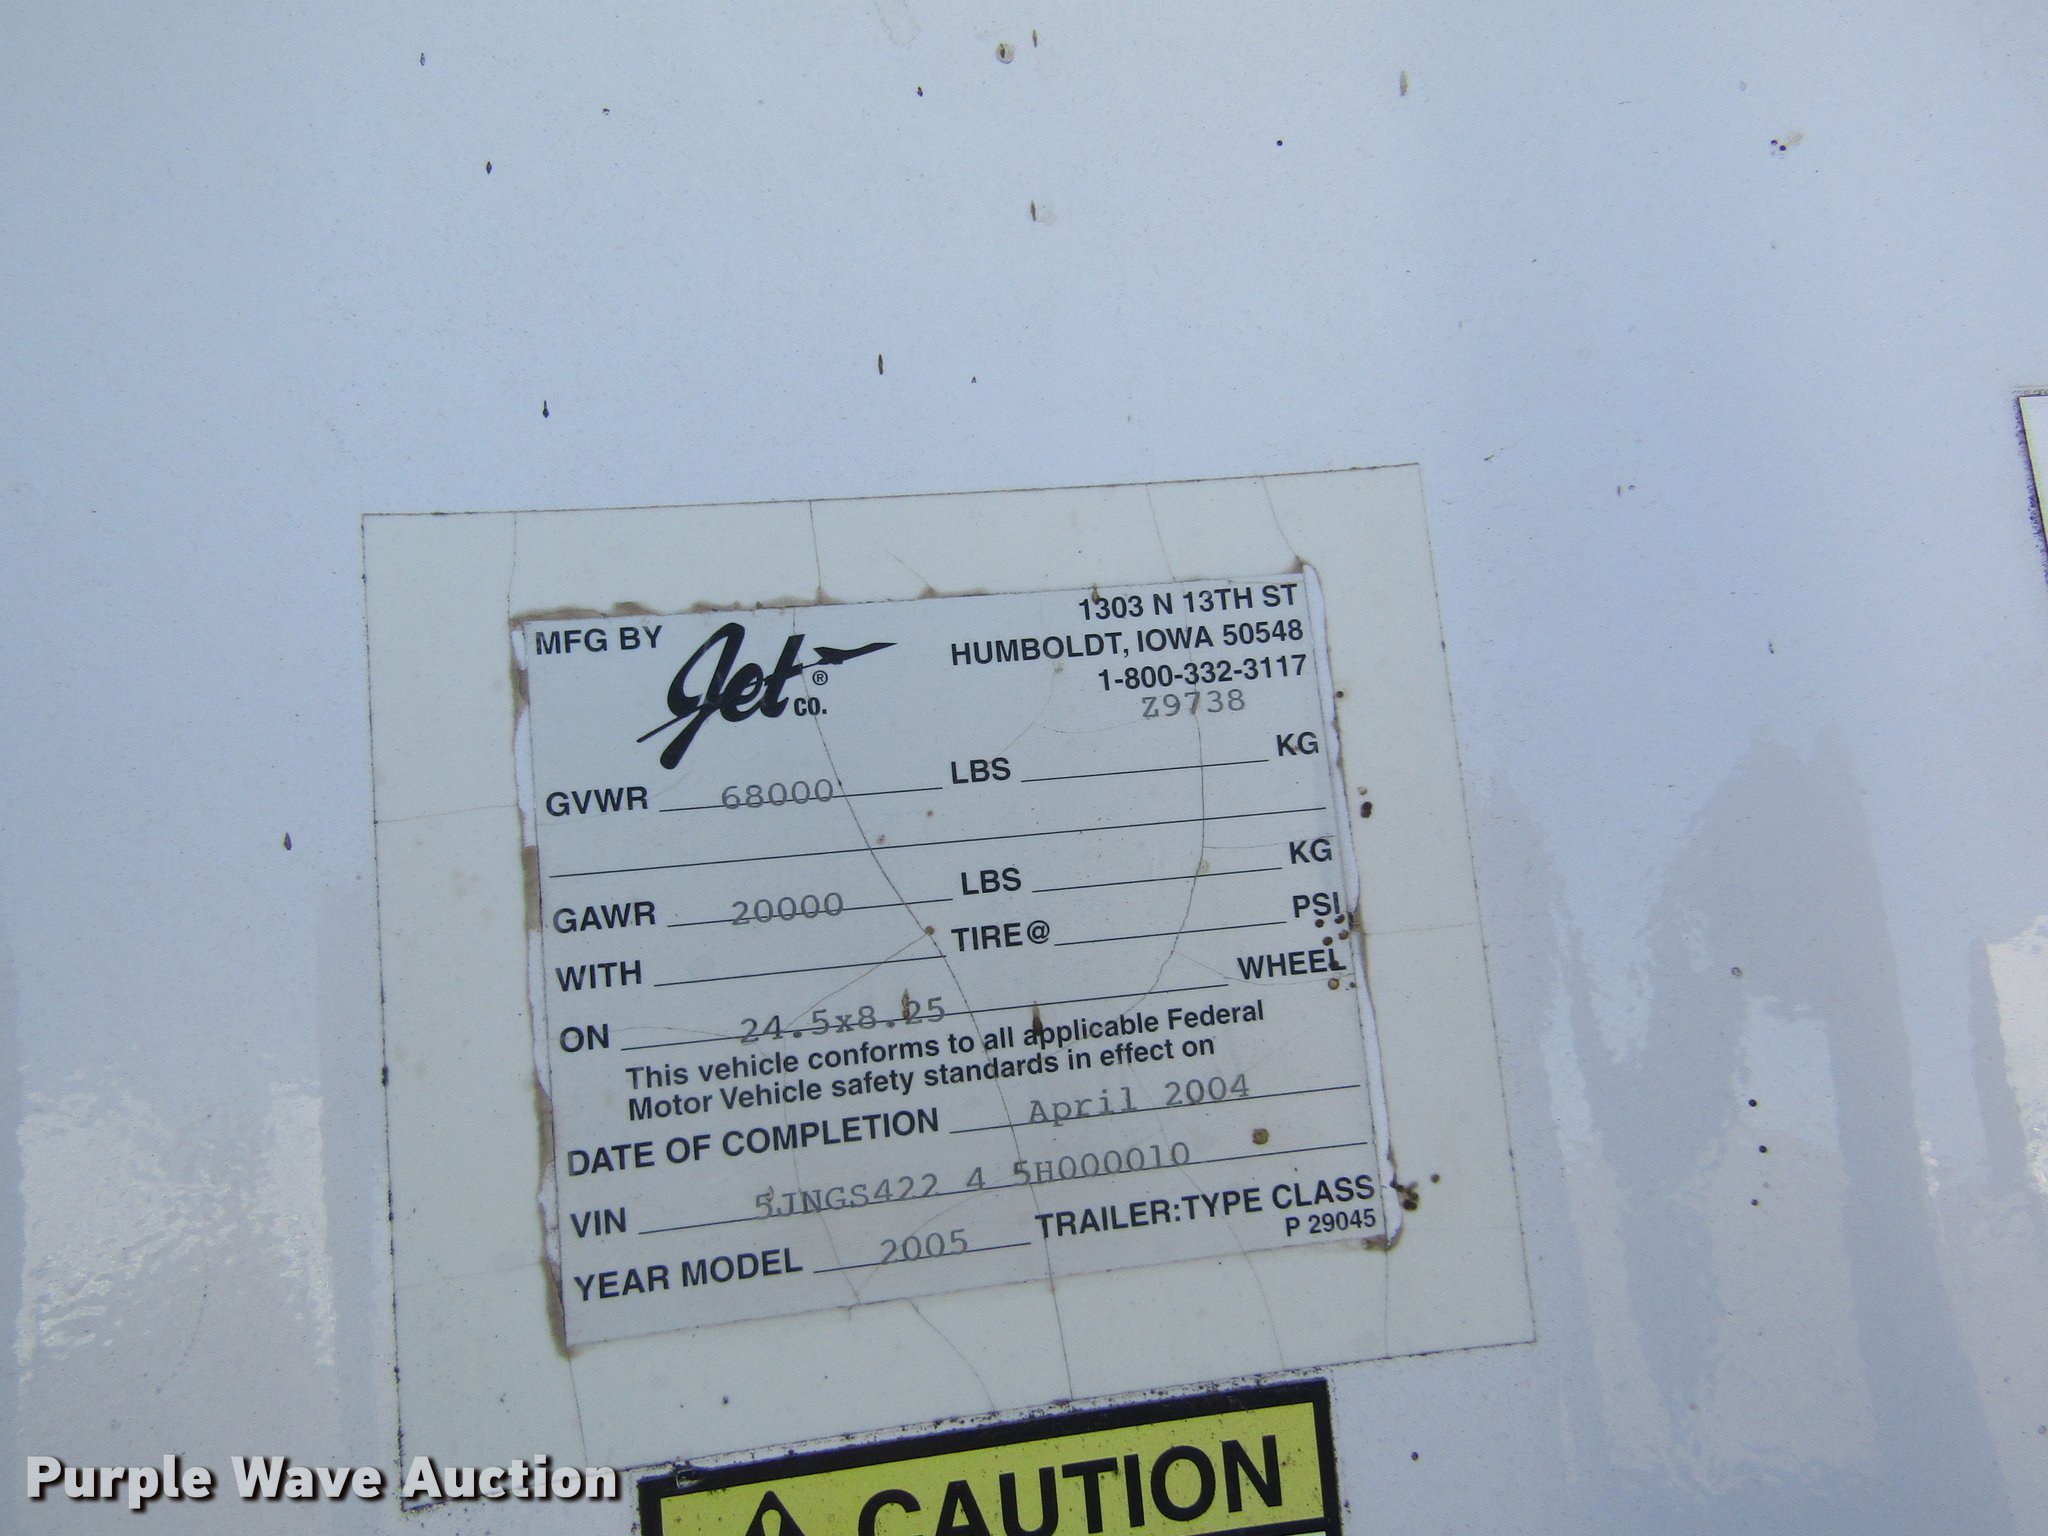 MFG BY Jet® CO.
1303 N 13TH ST
HUMBOLDT, IOWA 50548
1-800-332-3117
Z9738
GVWR 68000 LBS KG
GAWR 20000 LBS KG
WITH TIRE@ PSI
ON 24.5x8.25 WHEEL
This vehicle conforms to all applicable Federal
Motor Vehicle safety standards in effect on
DATE OF COMPLETION April 2004
VIN 5JNGS422 4 5H000010
YEAR MODEL 2005 TRAILER:TYPE CLASS
P 29045
CAUTION
Purple Wave Auction